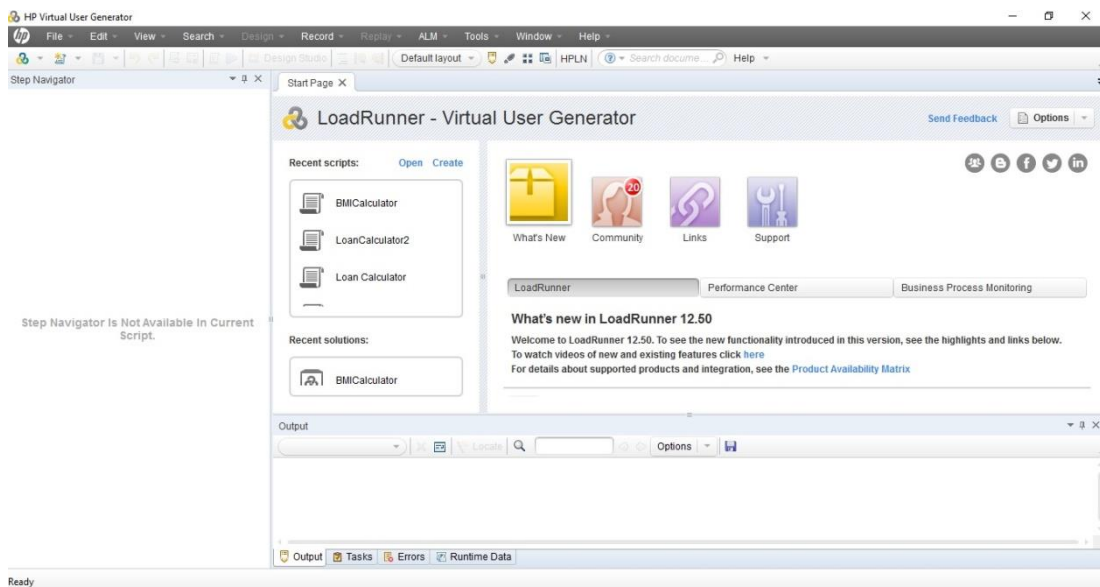 HP Virtual User Generator
File Edit View Search Design Record Replay ALM Tools Window Help
Design Studio Default layout HPLN Search docume... Help
Step Navigator
Start Page
LoadRunner - Virtual User Generator
Send Feedback
Options
Recent scripts: Open Create
BMICalculator
LoanCalculator2
Loan Calculator
Recent solutions:
BMICalculator
20
What's New Community Links Support
LoadRunner Performance Center Business Process Monitoring
What's new in LoadRunner 12.50
Welcome to LoadRunner 12.50. To see the new functionality introduced in this version, see the highlights and links below.
To watch videos of new and existing features click here
For details about supported products and integration, see the Product Availability Matrix
Step Navigator Is Not Available In Current
Script.
Output
Locate Options
Output Tasks Errors Runtime Data
Ready